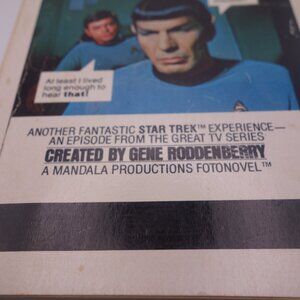 At least I lived
long enough to
hear that!
ANOTHER FANTASTIC STAR TREK™ EXPERIENCE—
AN EPISODE FROM THE GREAT TV SERIES
CREATED BY GENE RODDENBERRY
A MANDALA PRODUCTIONS FOTONOVEL™